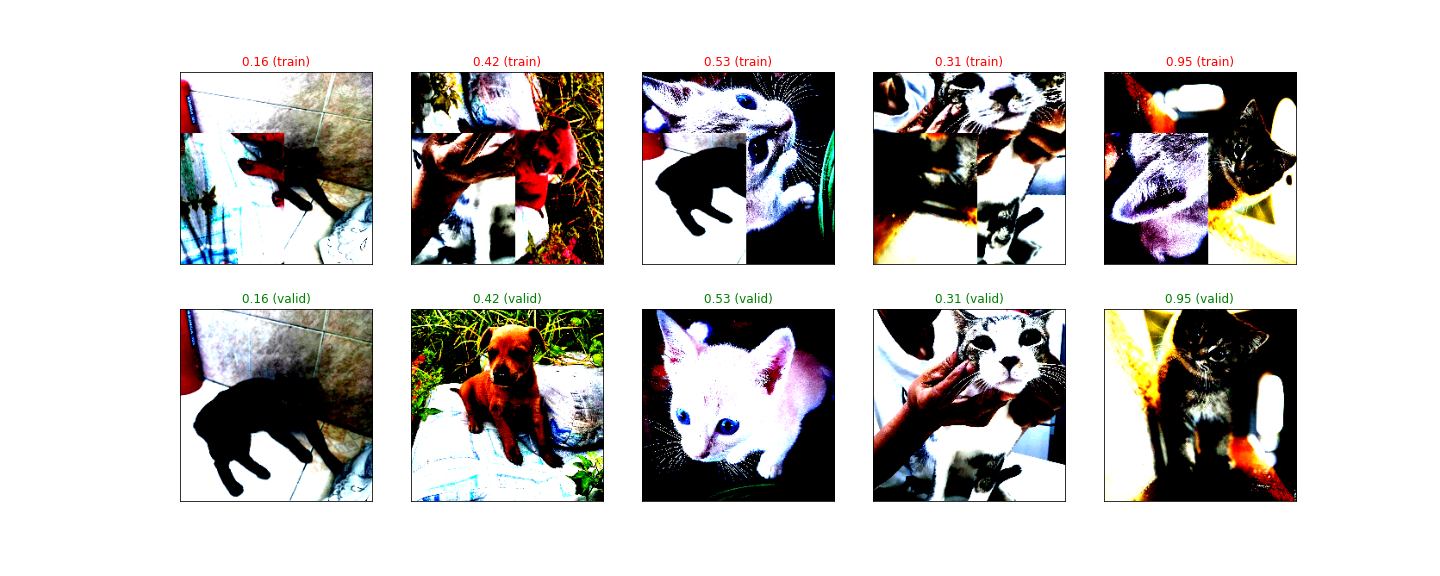 0.16 (train)
0.42 (train)
0.53 (train)
0.31 (train)
0.95 (train)
0.16 (valid)
0.42 (valid)
0.53 (valid)
0.31 (valid)
0.95 (valid)